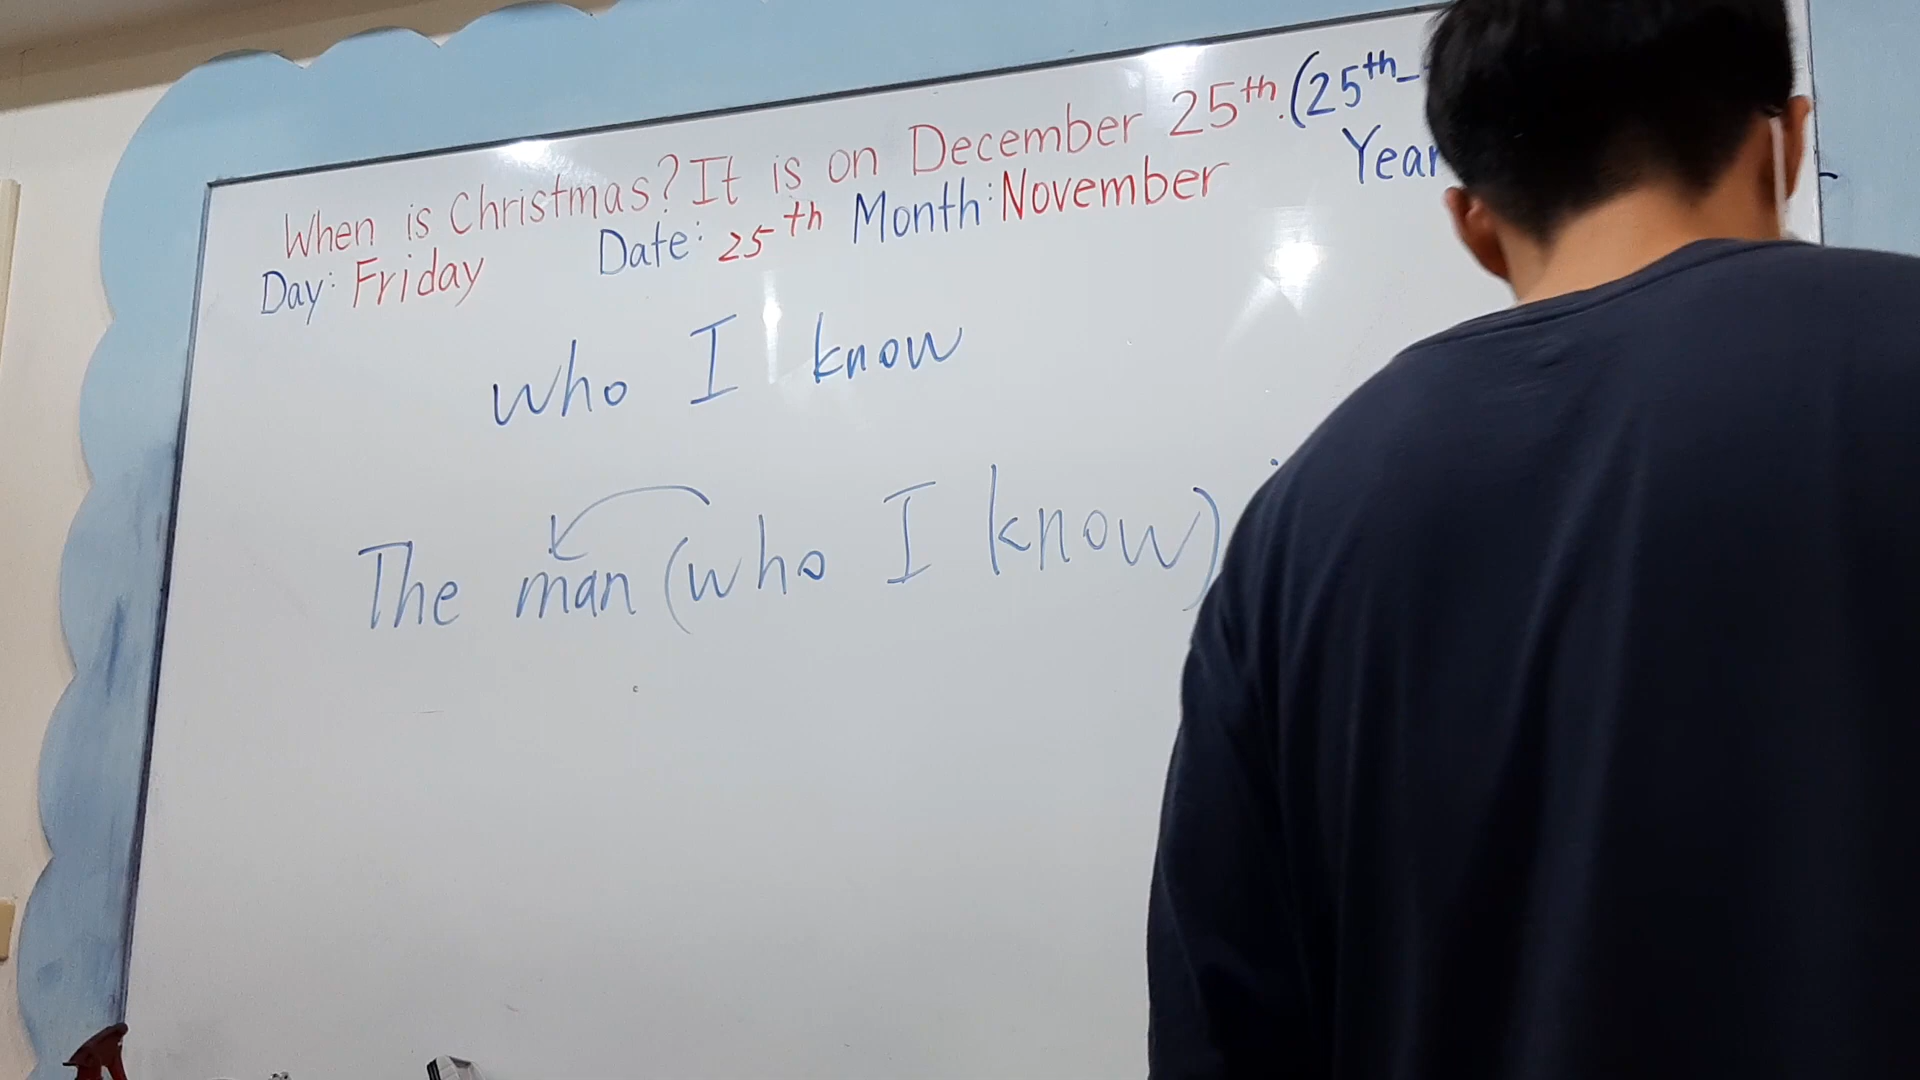 When is Christmas? It is on December 25th. (25th-
Day: Friday Date: 25th Month: November Year
who I know
The man (who I know)